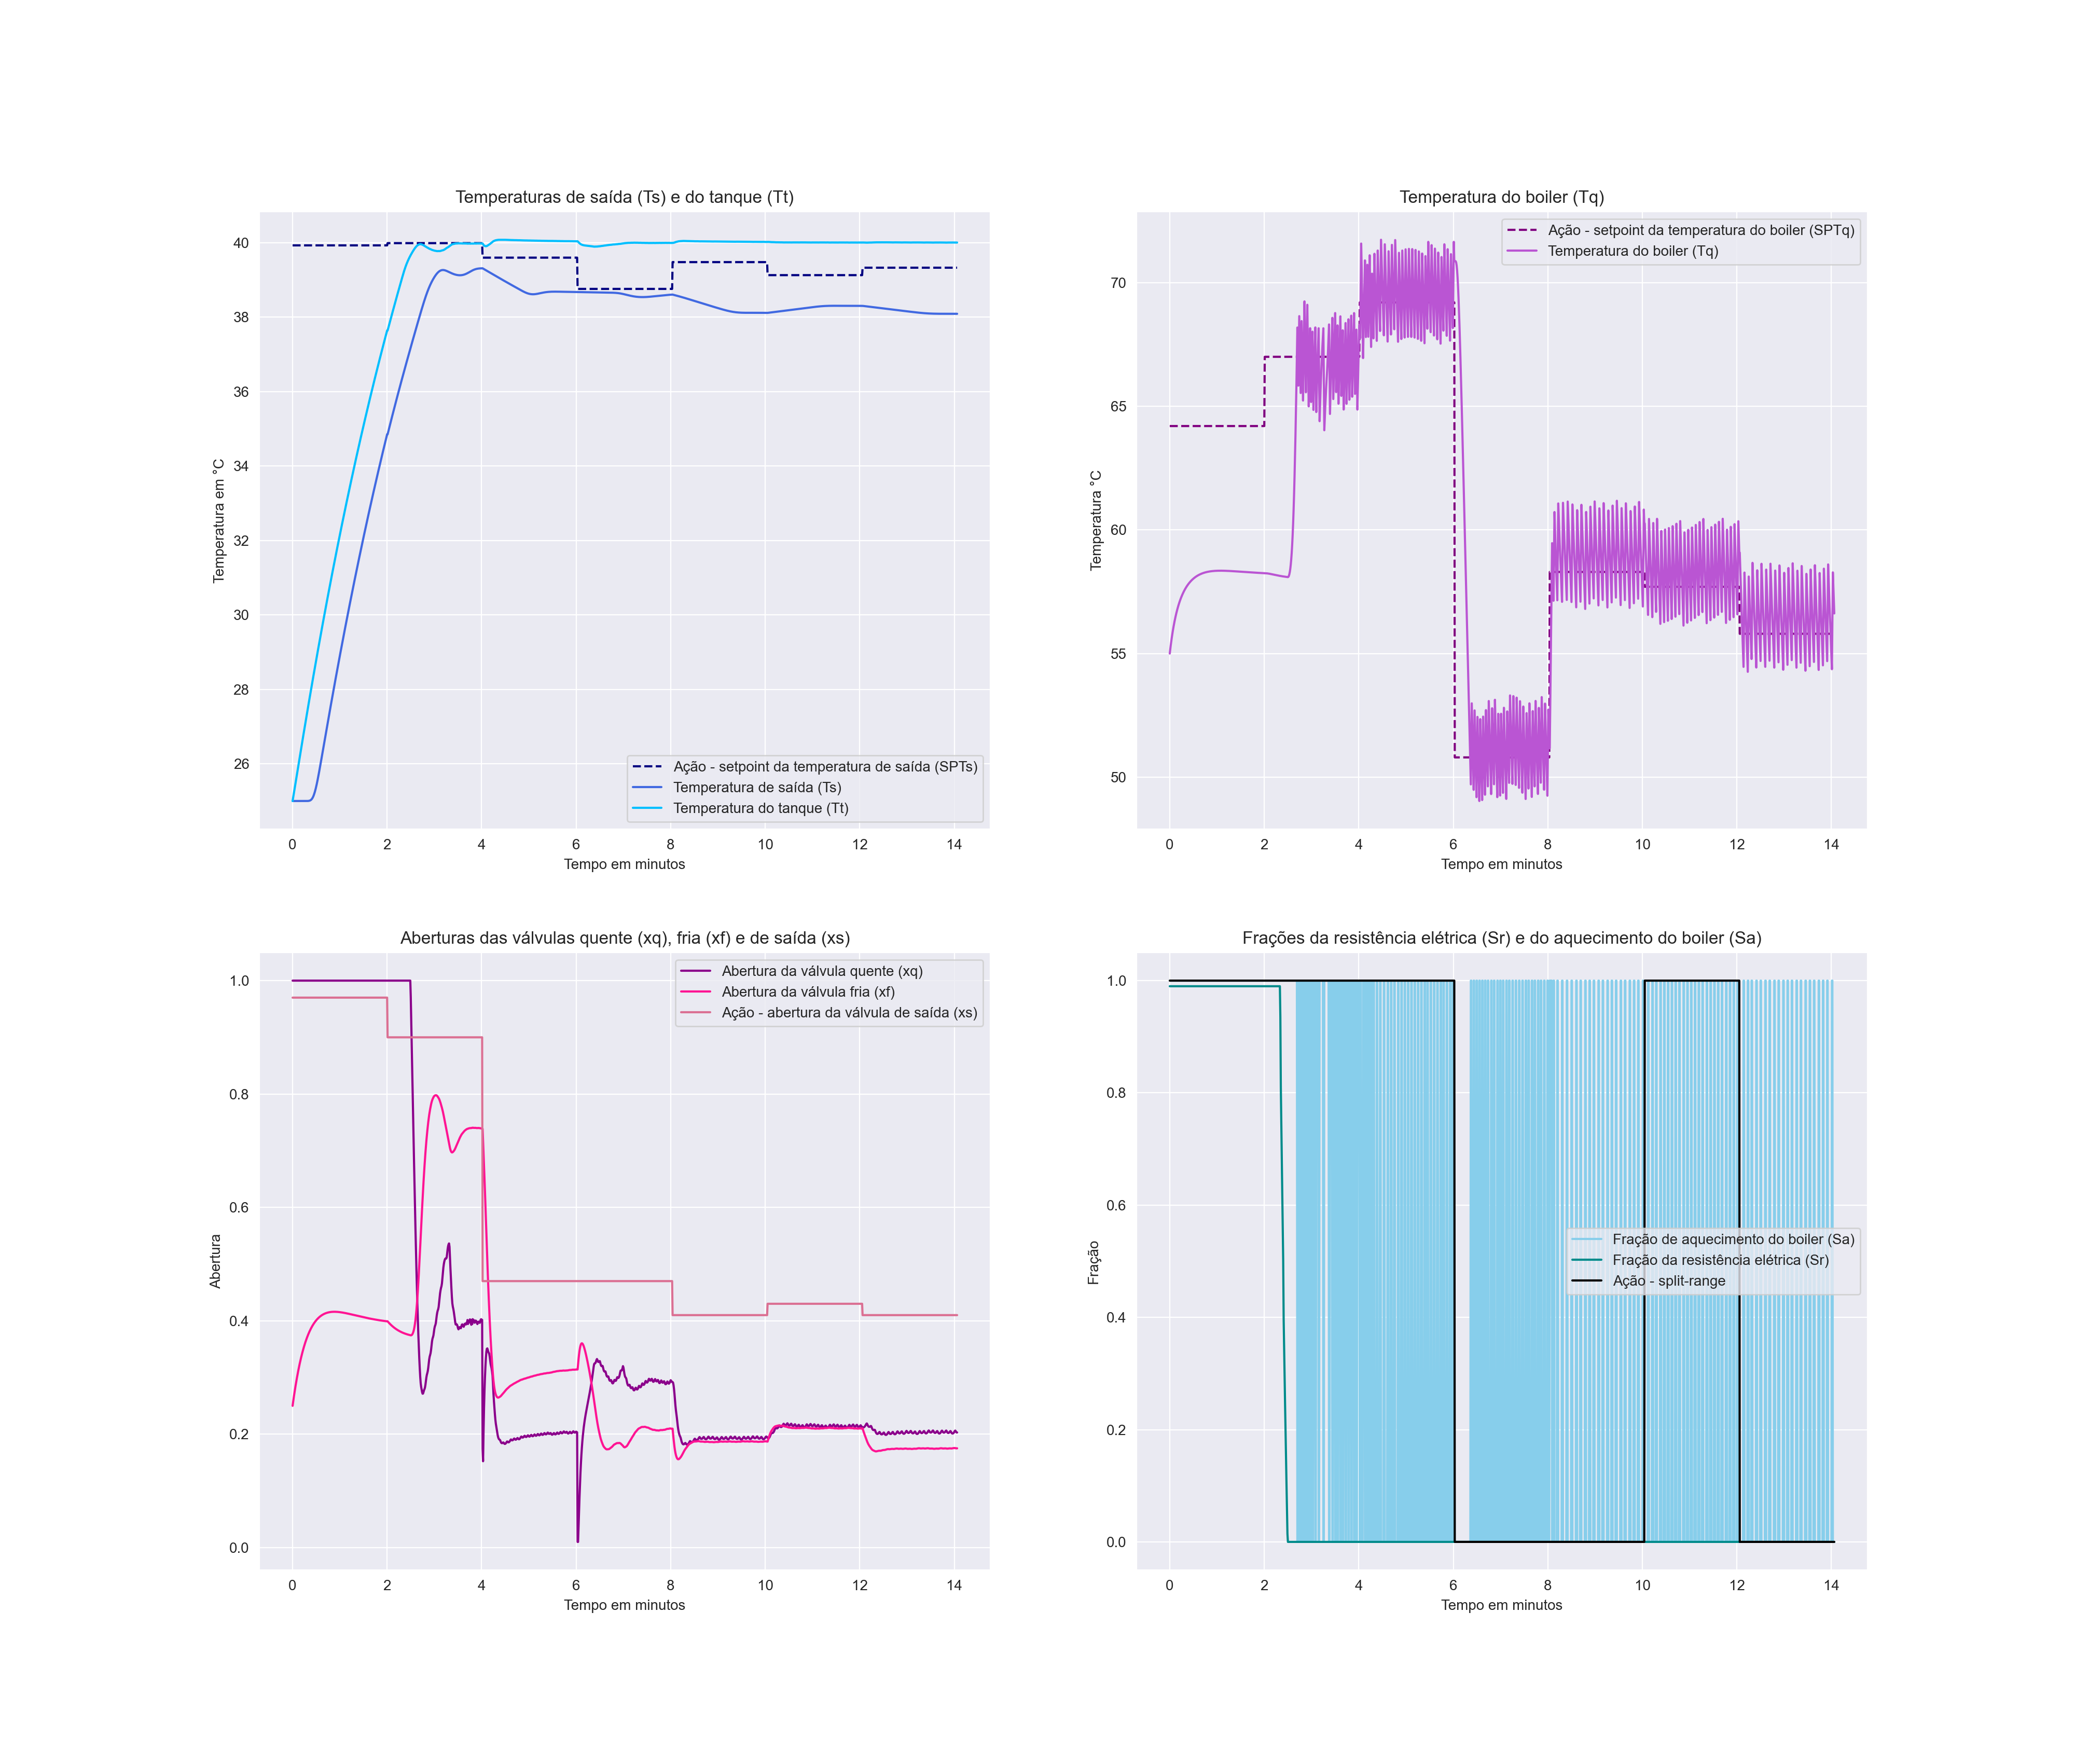 Temperaturas de saída (Ts) e do tanque (Tt)
40
38
36
34
32
30
28
26
Temperatura em °C
Ação - setpoint da temperatura de saída (SPTs)
Temperatura de saída (Ts)
Temperatura do tanque (Tt)
0 2 4 6 8 10 12 14
Tempo em minutos
Temperatura do boiler (Tq)
Ação - setpoint da temperatura do boiler (SPTq)
Temperatura do boiler (Tq)
70
65
60
55
50
Temperatura °C
0 2 4 6 8 10 12 14
Tempo em minutos
Aberturas das válvulas quente (xq), fria (xf) e de saída (xs)
Abertura da válvula quente (xq)
Abertura da válvula fria (xf)
Ação - abertura da válvula de saída (xs)
1.0
0.8
0.6
0.4
0.2
0.0
Abertura
0 2 4 6 8 10 12 14
Tempo em minutos
Frações da resistência elétrica (Sr) e do aquecimento do boiler (Sa)
1.0
0.8
0.6
0.4
0.2
0.0
Fração
Fração de aquecimento do boiler (Sa)
Fração da resistência elétrica (Sr)
Ação - split-range
0 2 4 6 8 10 12 14
Tempo em minutos